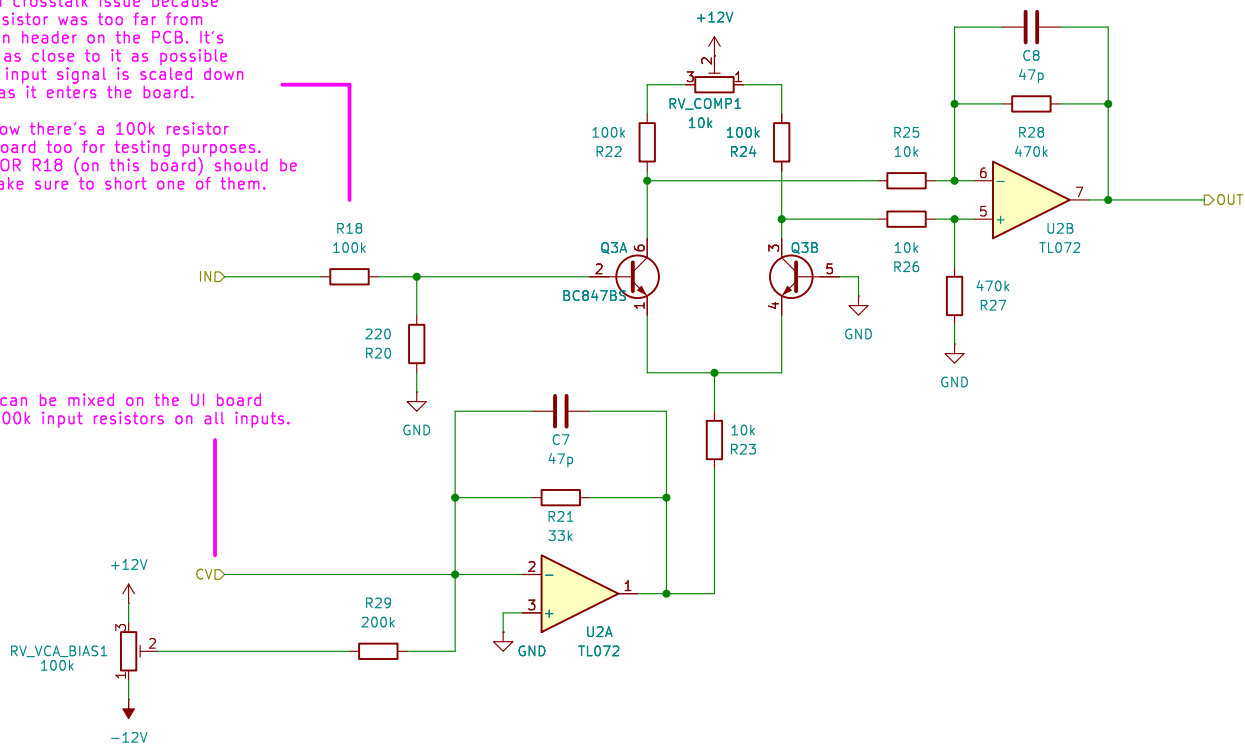 crosstalk issue because
sistor was too far from
n header on the PCB. It's
as close to it as possible
input signal is scaled down
as it enters the board.
ow there's a 100k resistor
oard too for testing purposes.
OR R18 (on this board) should be
ake sure to short one of them.
+12V
2
3
1
RV_COMP1
10k
100k
R22
100k
R24
C8
47p
R25
10k
R28
470k
6
−
7
5
+
OUT
U2B
TL072
10k
R26
470k
R27
GND
R18
100k
IN
Q3A
6
2
BC847BS
1
3
Q3B
5
4
GND
220
R20
GND
can be mixed on the UI board
00k input resistors on all inputs.
C7
47p
10k
R23
R21
33k
CV
2
−
1
3
+
GND
U2A
TL072
+12V
3
RV_VCA_BIAS1
100k
2
1
-12V
R29
200k